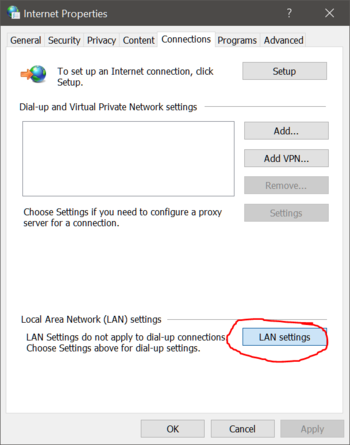 Internet Properties
?
General Security Privacy Content Connections Programs Advanced
To set up an Internet connection, click
Setup.
Setup
Dial-up and Virtual Private Network settings
Add...
Add VPN...
Remove...
Choose Settings if you need to configure a proxy
server for a connection.
Settings
Local Area Network (LAN) settings
LAN Settings do not apply to dial-up connections
Choose Settings above for dial-up settings.
LAN settings
OK Cancel Apply